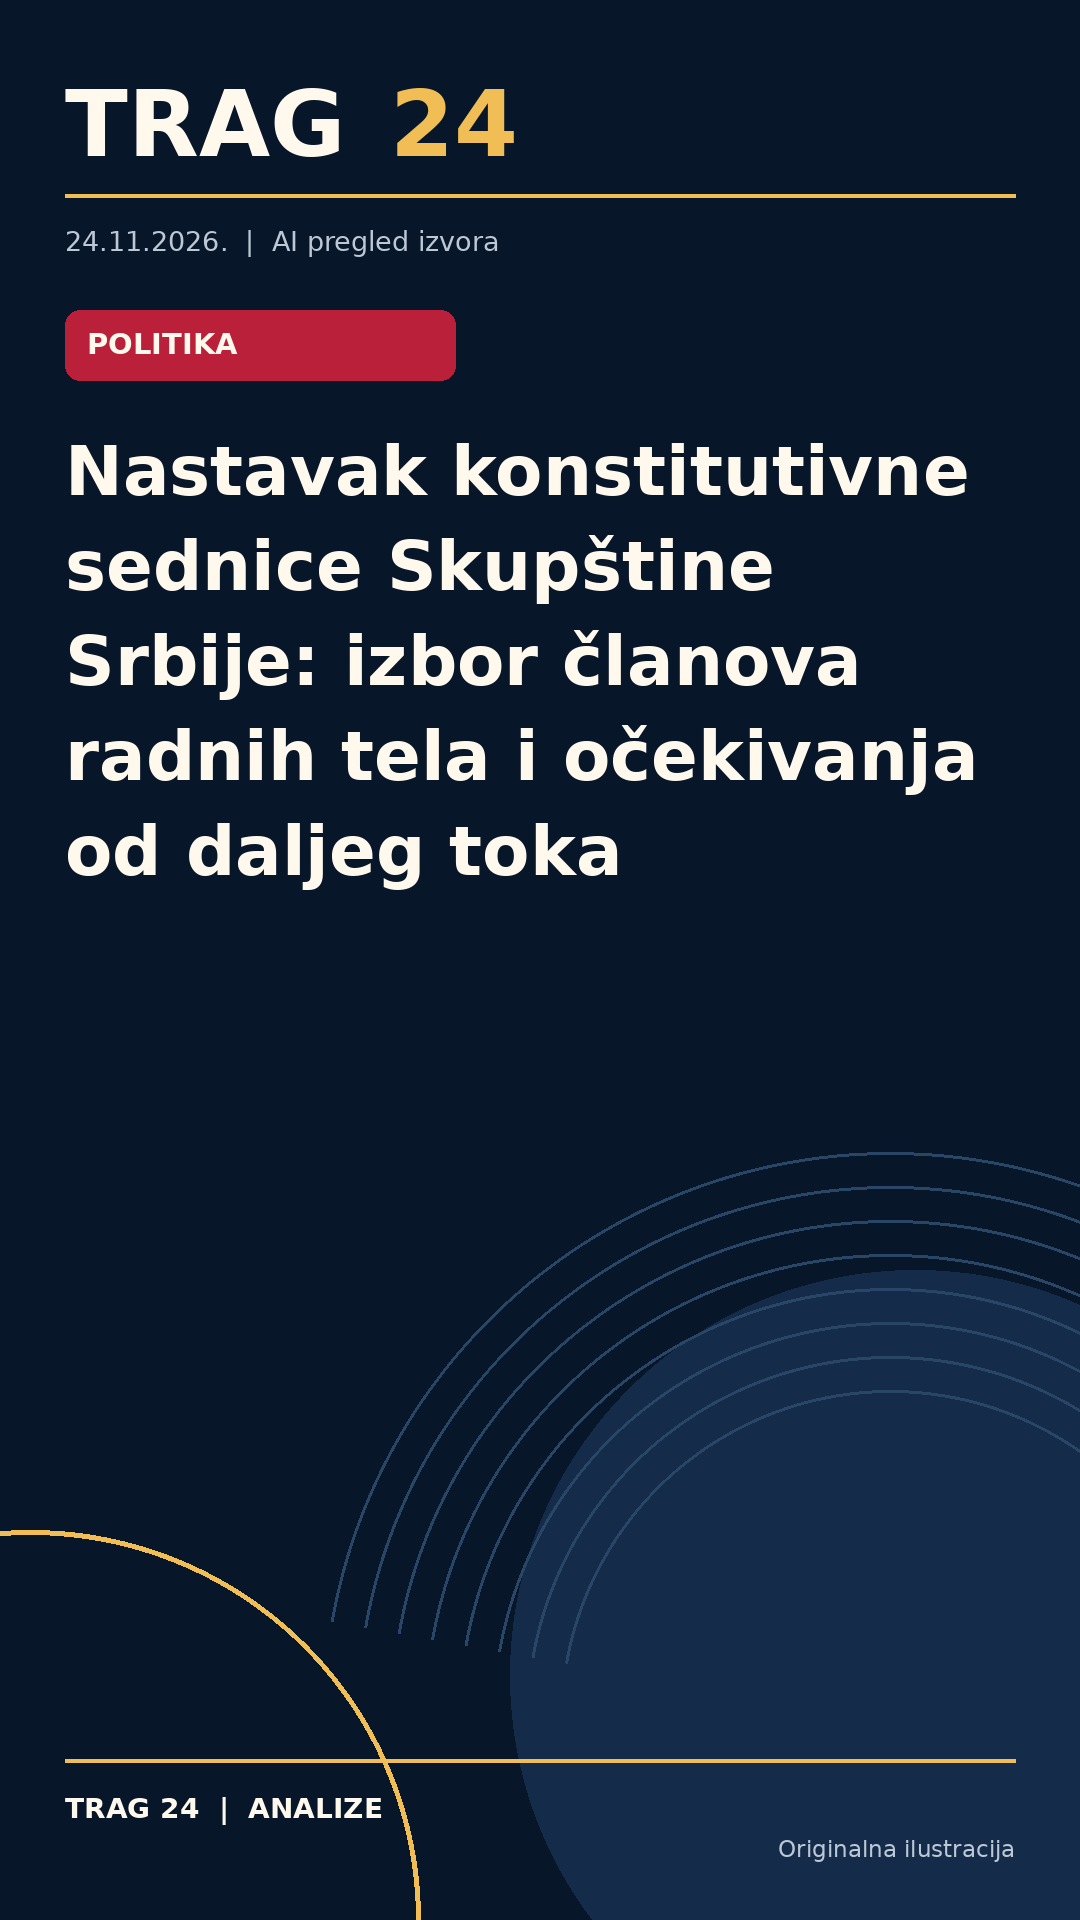 TRAG 24
24.11.2026. | AI pregled izvora
POLITIKA
Nastavak konstitutivne
sednice Skupštine
Srbije: izbor članova
radnih tela i očekivanja
od daljeg toka
TRAG 24 | ANALIZE
Originalna ilustracija